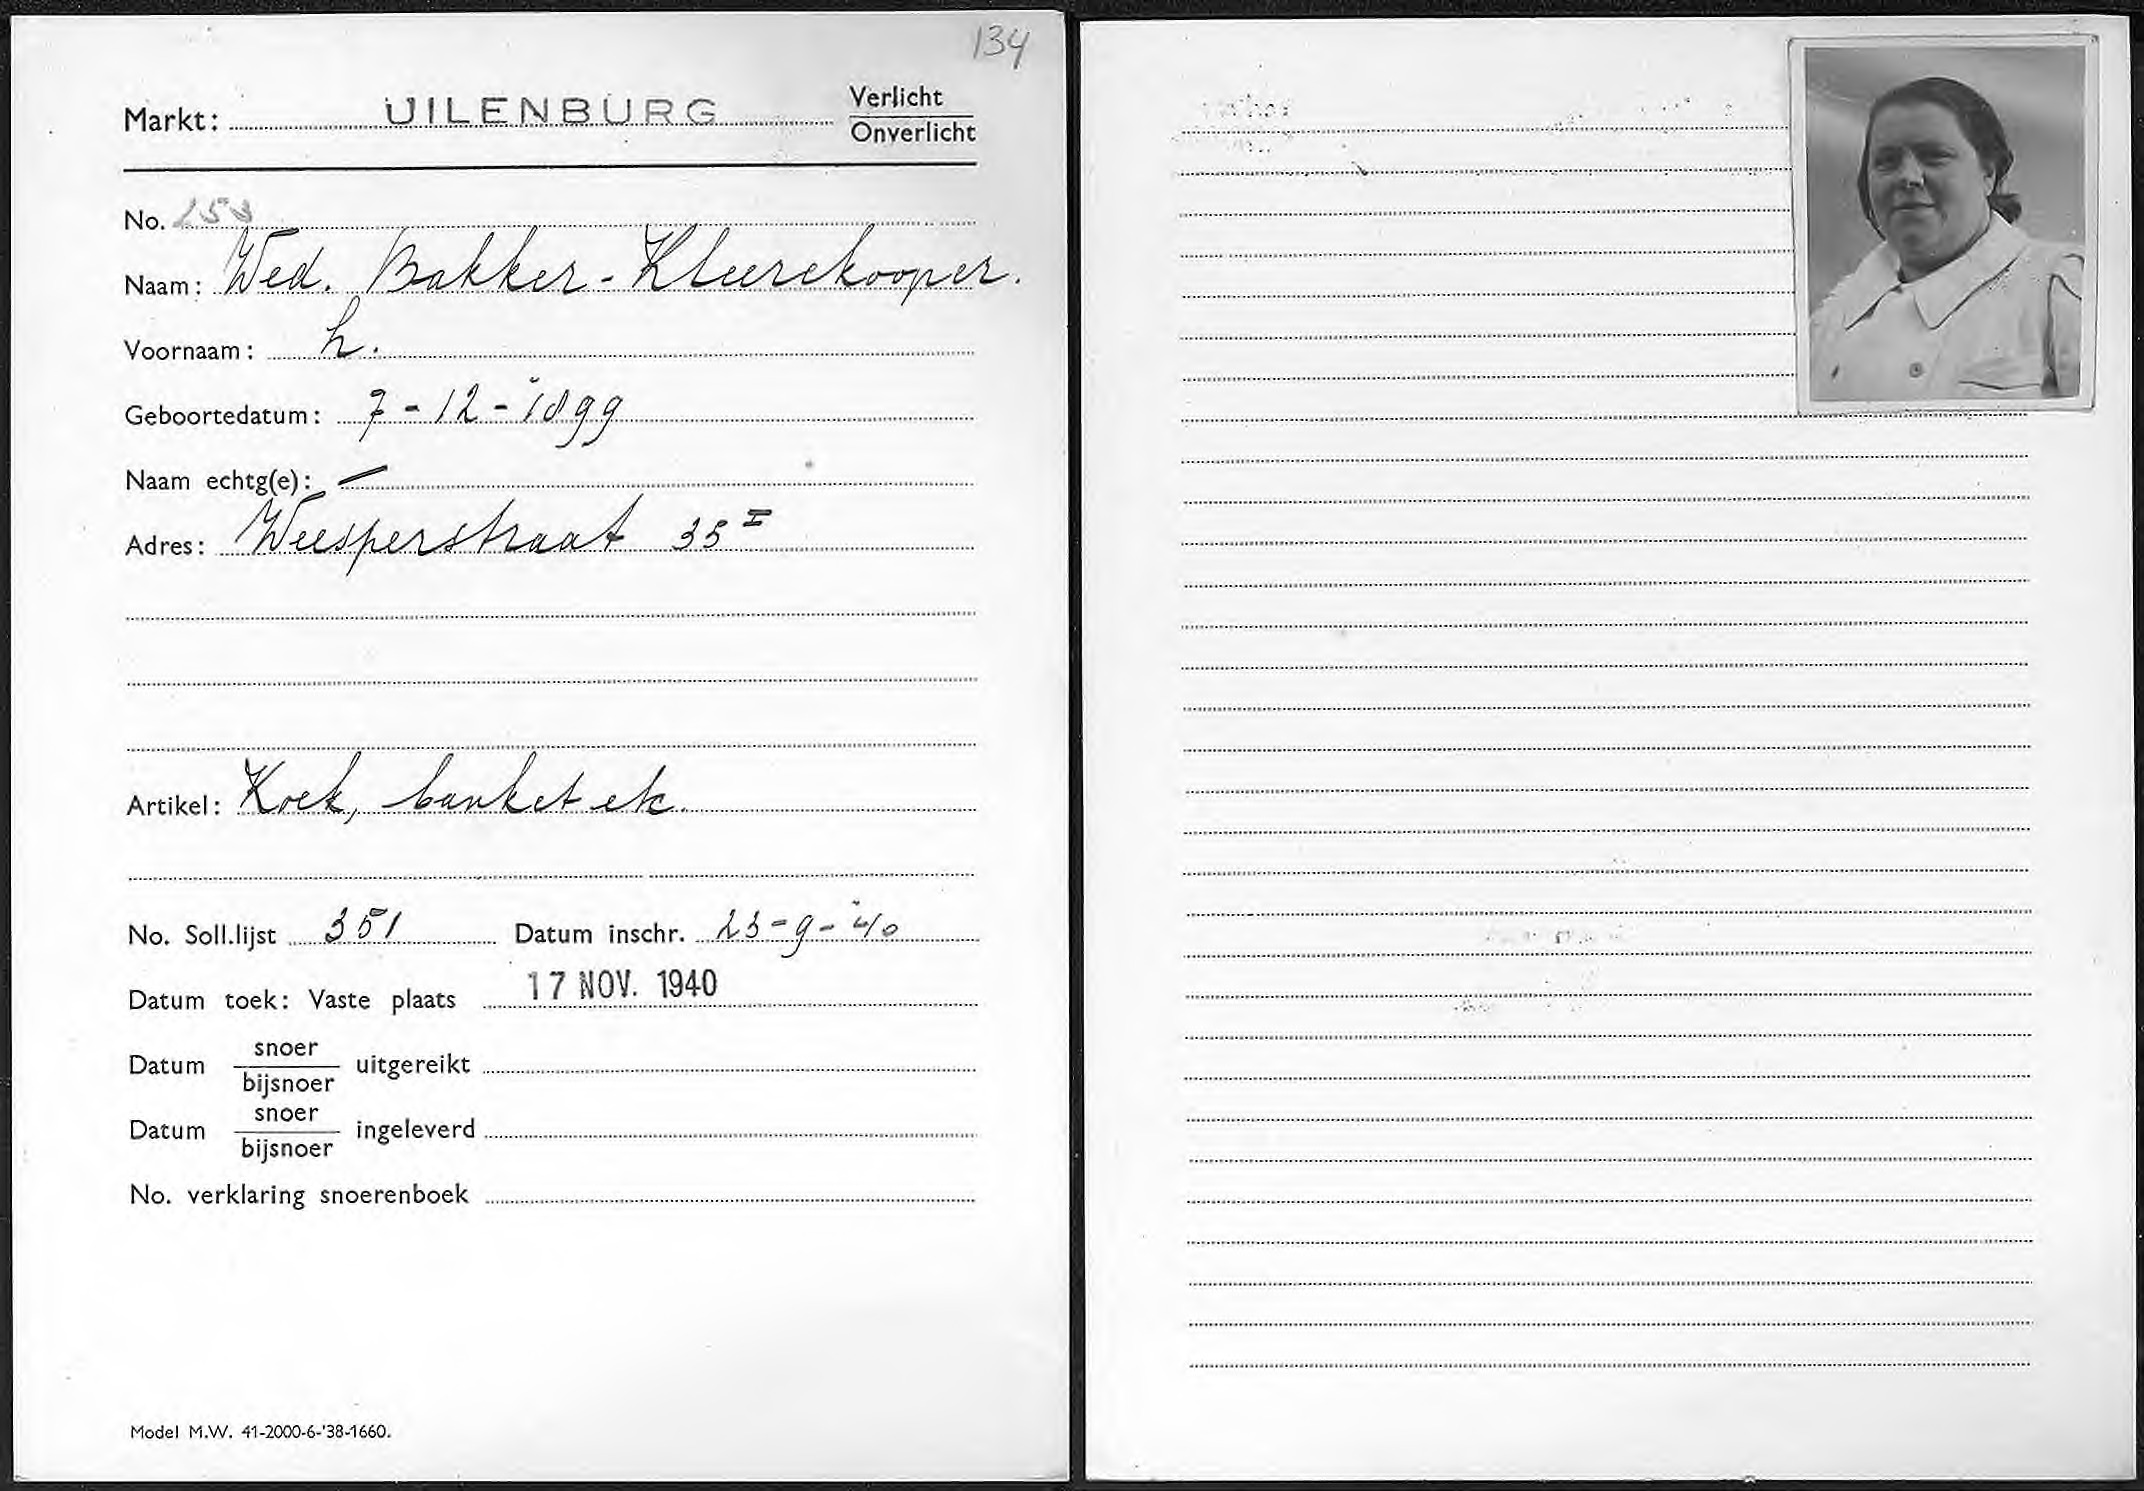 134
Markt: UILENBURG Verlicht
Onverlicht
No. 253
Naam: Wed. Bakker-Kleerekooper.
Voornaam: h.
Geboortedatum: 7-12-1899
Naam echtg(e): –
Adres: Weesperstraat 35 I
Artikel: Koek, banket etc.
No. Soll.lijst 351 Datum inschr. 23-9-'40
Datum toek: Vaste plaats 17 NOV. 1940
Datum snoer
bijsnoer uitgereikt
Datum snoer
bijsnoer ingeleverd
No. verklaring snoerenboek
Model M.W. 41-2000-6-'38-1660.